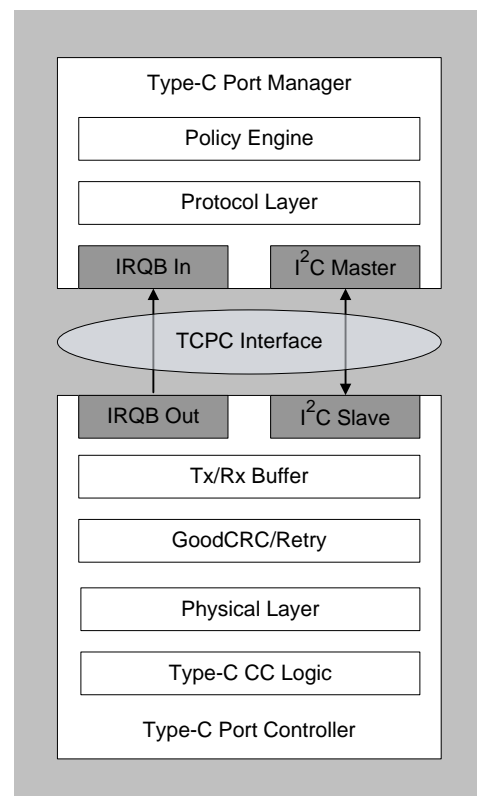 Type-C Port Manager
Policy Engine
Protocol Layer
IRQB In
I²C Master
TCPC Interface
IRQB Out
I²C Slave
Tx/Rx Buffer
GoodCRC/Retry
Physical Layer
Type-C CC Logic
Type-C Port Controller